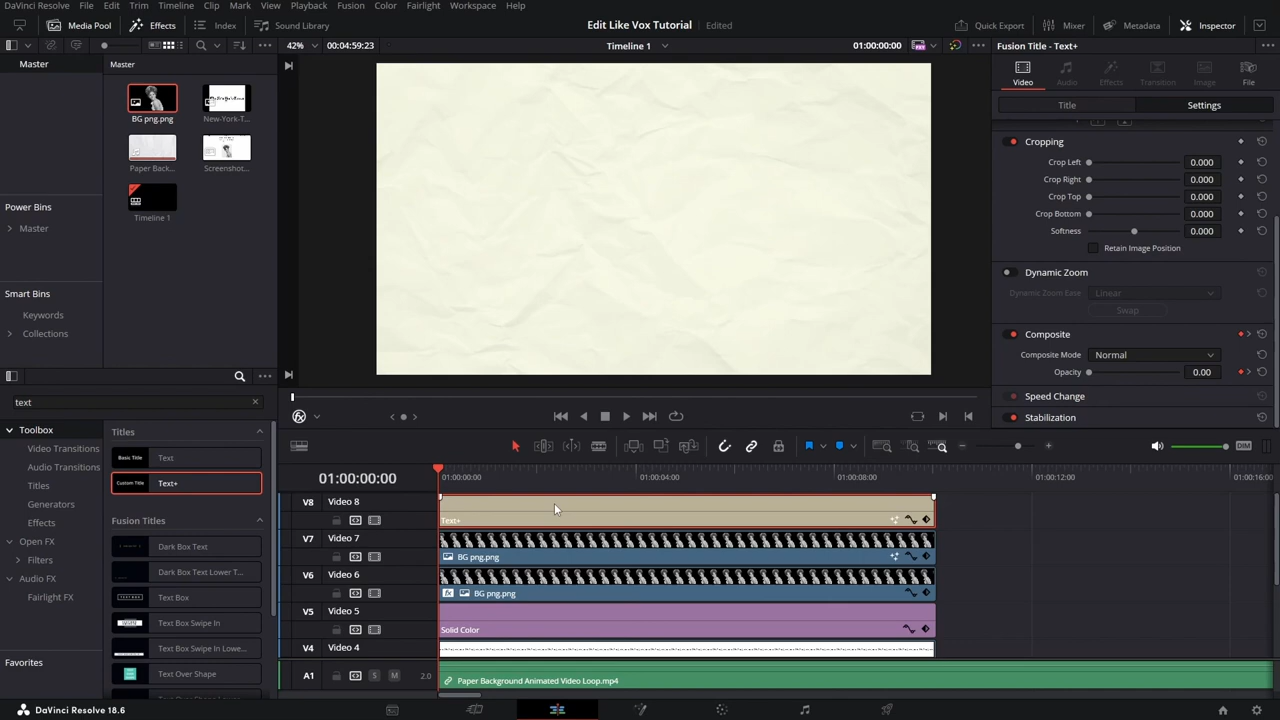 DaVinci Resolve File Edit Trim Timeline Clip Mark View Playback Fusion Color Fairlight Workspace Help
Media Pool Effects Index Sound Library Edit Like Vox Tutorial Edited Quick Export Mixer Metadata Inspector
42% 00:04:59:23 Timeline 1 01:00:00:00 Fusion Title - Text+
Master Master
Video Audio Effects Transition Image File
BG png.png New-York-T...
Title Settings
Paper Back... Screenshot...
Timeline 1
Cropping
Crop Left 0.000
Crop Right 0.000
Crop Top 0.000
Crop Bottom 0.000
Softness 0.000
Retain Image Position
Power Bins
Master
Dynamic Zoom
Dynamic Zoom Ease Linear
Swap
Smart Bins
Keywords
Collections
Composite
Composite Mode Normal
Opacity 0.00
Speed Change
Stabilization
text
Toolbox
Video Transitions
Audio Transitions
Titles
Generators
Effects
Open FX
Filters
Audio FX
Fairlight FX
Favorites
Titles
Basic Title Text
Custom Title Text+
Fusion Titles
Dark Box Text
Dark Box Text Lower T...
TEXT BOX Text Box
Text Box Swipe In
Text Box Swipe In Lowe...
Text Over Shape
DIM
01:00:00:00 01:00:00:00 01:00:04:00 01:00:08:00 01:00:12:00 01:00:16:00
V8 Video 8
Text+
V7 Video 7
BG png.png
V6 Video 6
BG png.png
V5 Video 5
Solid Color
V4 Video 4
A1 S M 2.0 Paper Background Animated Video Loop.mp4
DaVinci Resolve 18.6